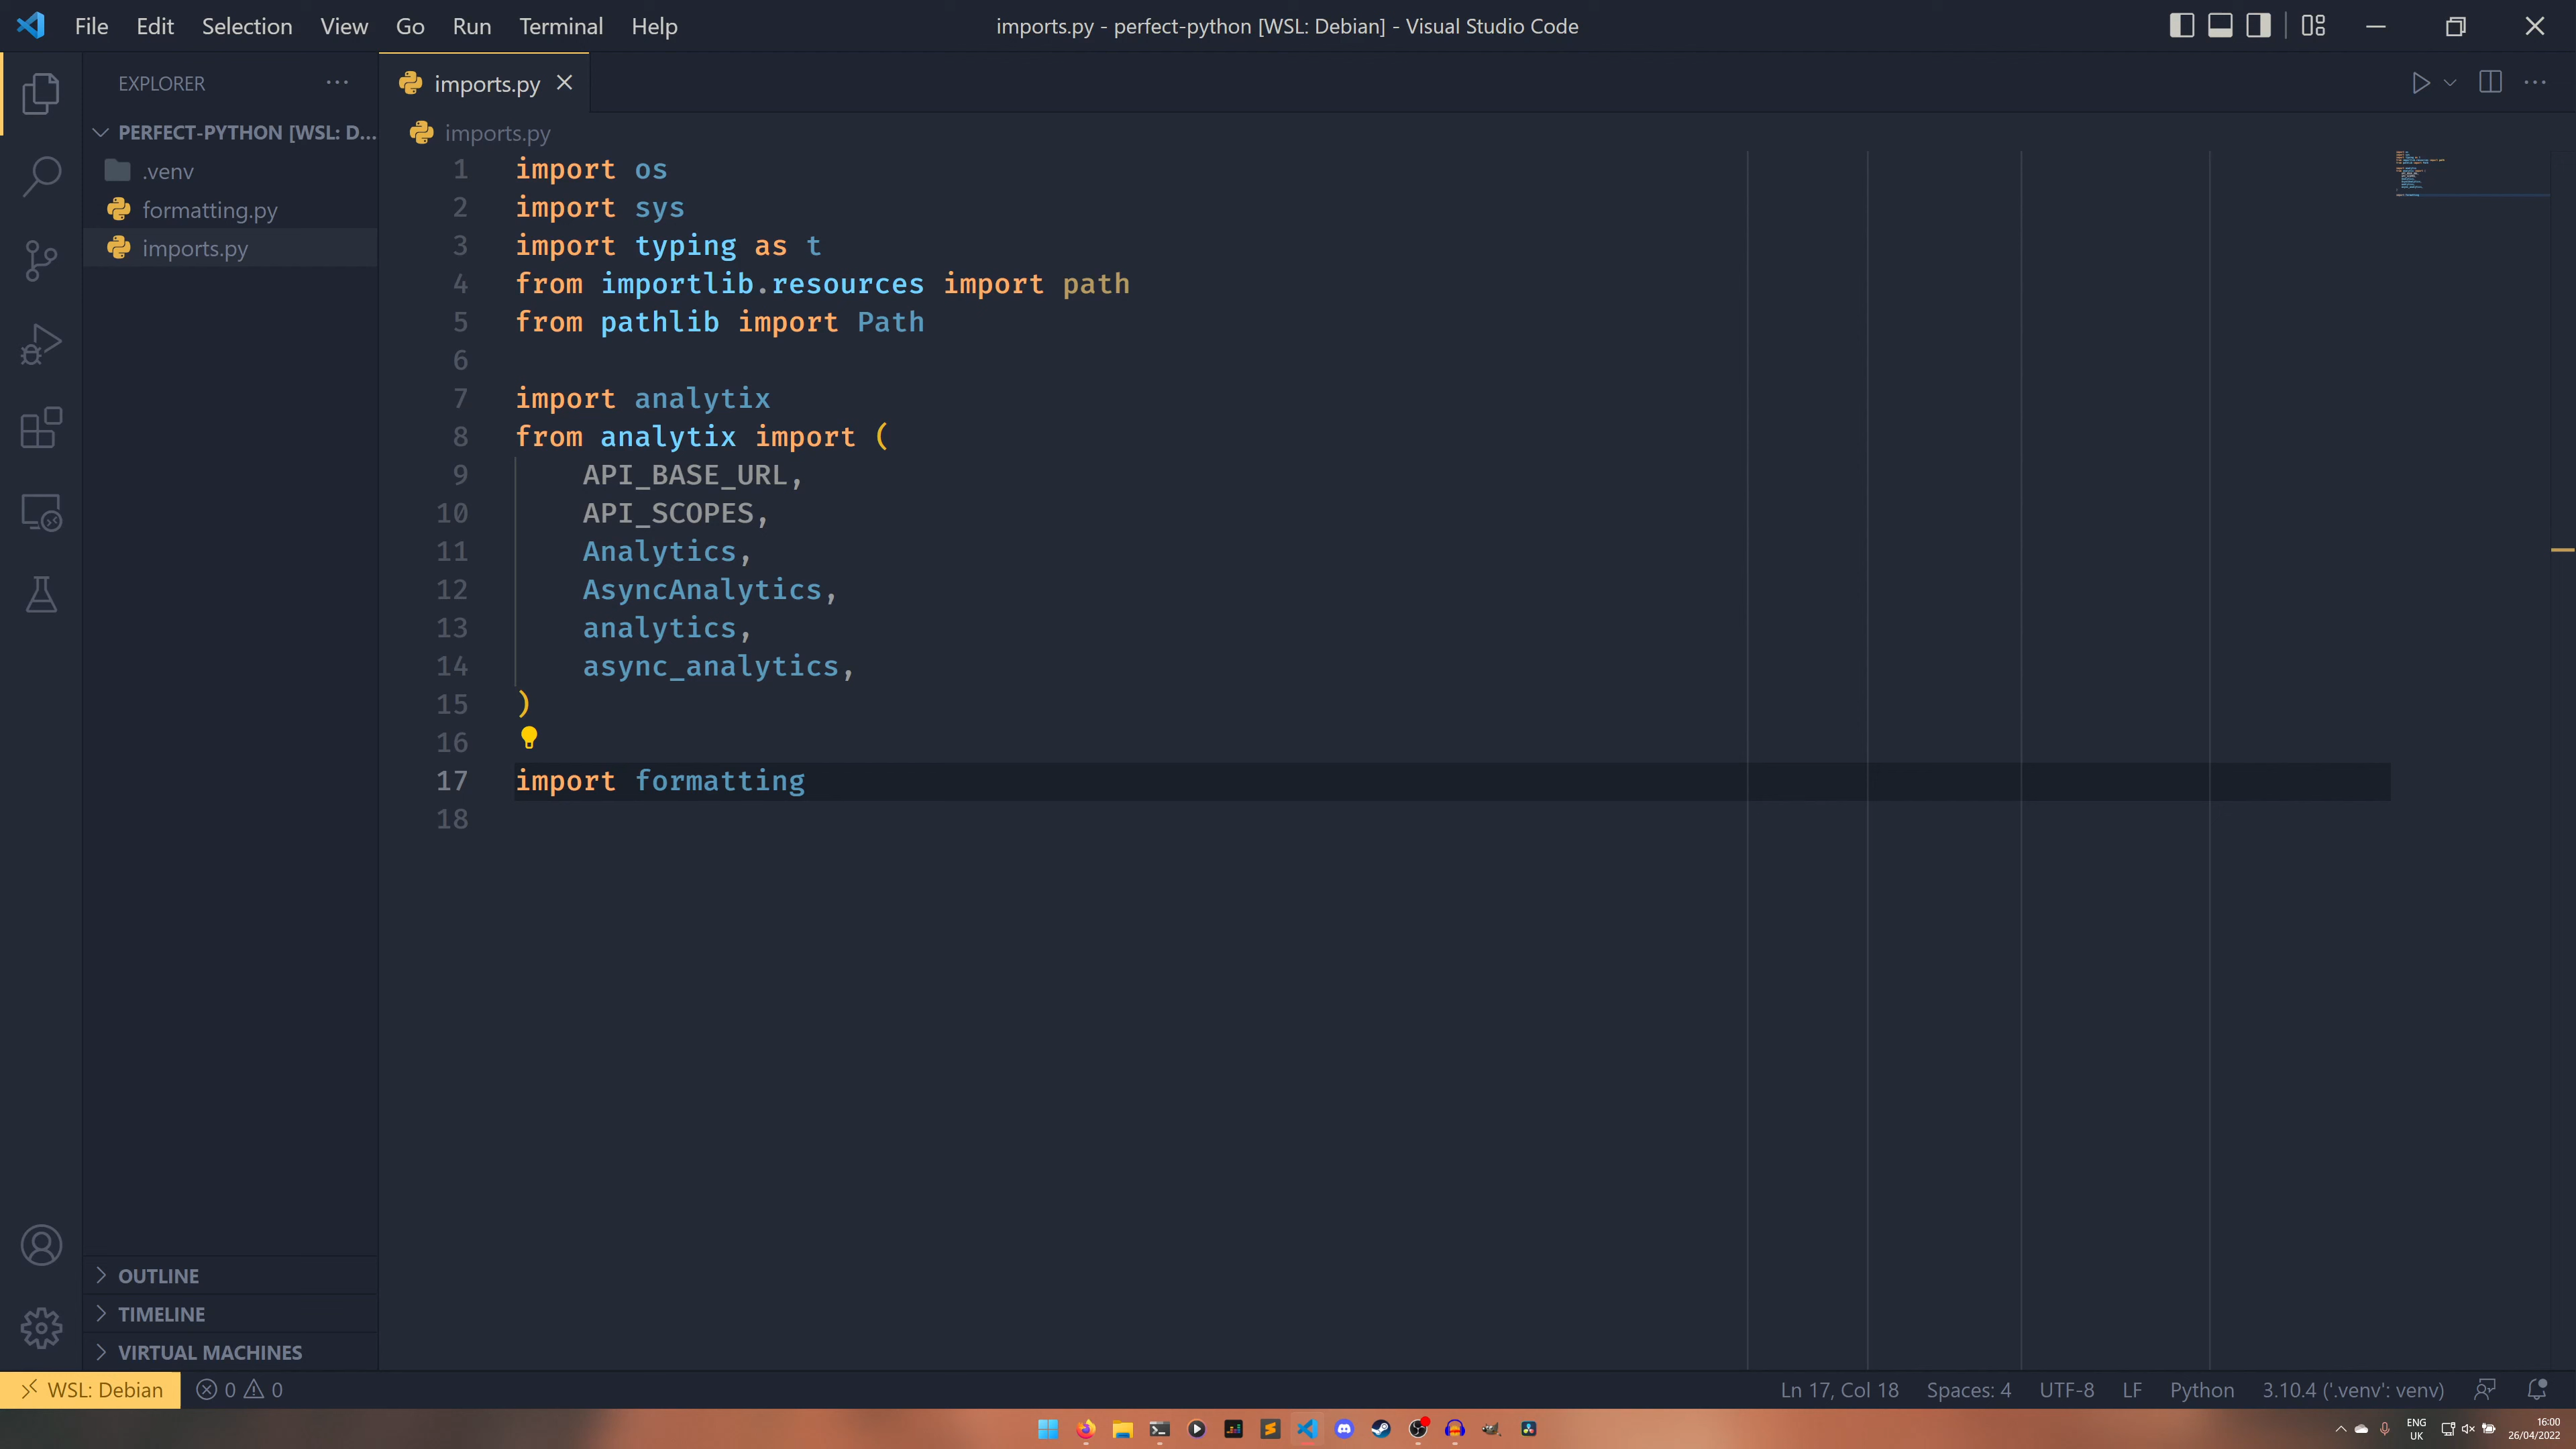 File Edit Selection View Go Run Terminal Help
imports.py - perfect-python [WSL: Debian] - Visual Studio Code
EXPLORER
PERFECT-PYTHON [WSL: D...
.venv
formatting.py
imports.py
OUTLINE
TIMELINE
VIRTUAL MACHINES
imports.py
imports.py
1 import os
2 import sys
3 import typing as t
4 from importlib.resources import path
5 from pathlib import Path
6
7 import analytix
8 from analytix import (
9 API_BASE_URL,
10 API_SCOPES,
11 Analytics,
12 AsyncAnalytics,
13 analytics,
14 async_analytics,
15 )
16
17 import formatting
18
WSL: Debian 0 0 Ln 17, Col 18 Spaces: 4 UTF-8 LF Python 3.10.4 ('.venv': venv)
ENG
UK
16:00
26/04/2022